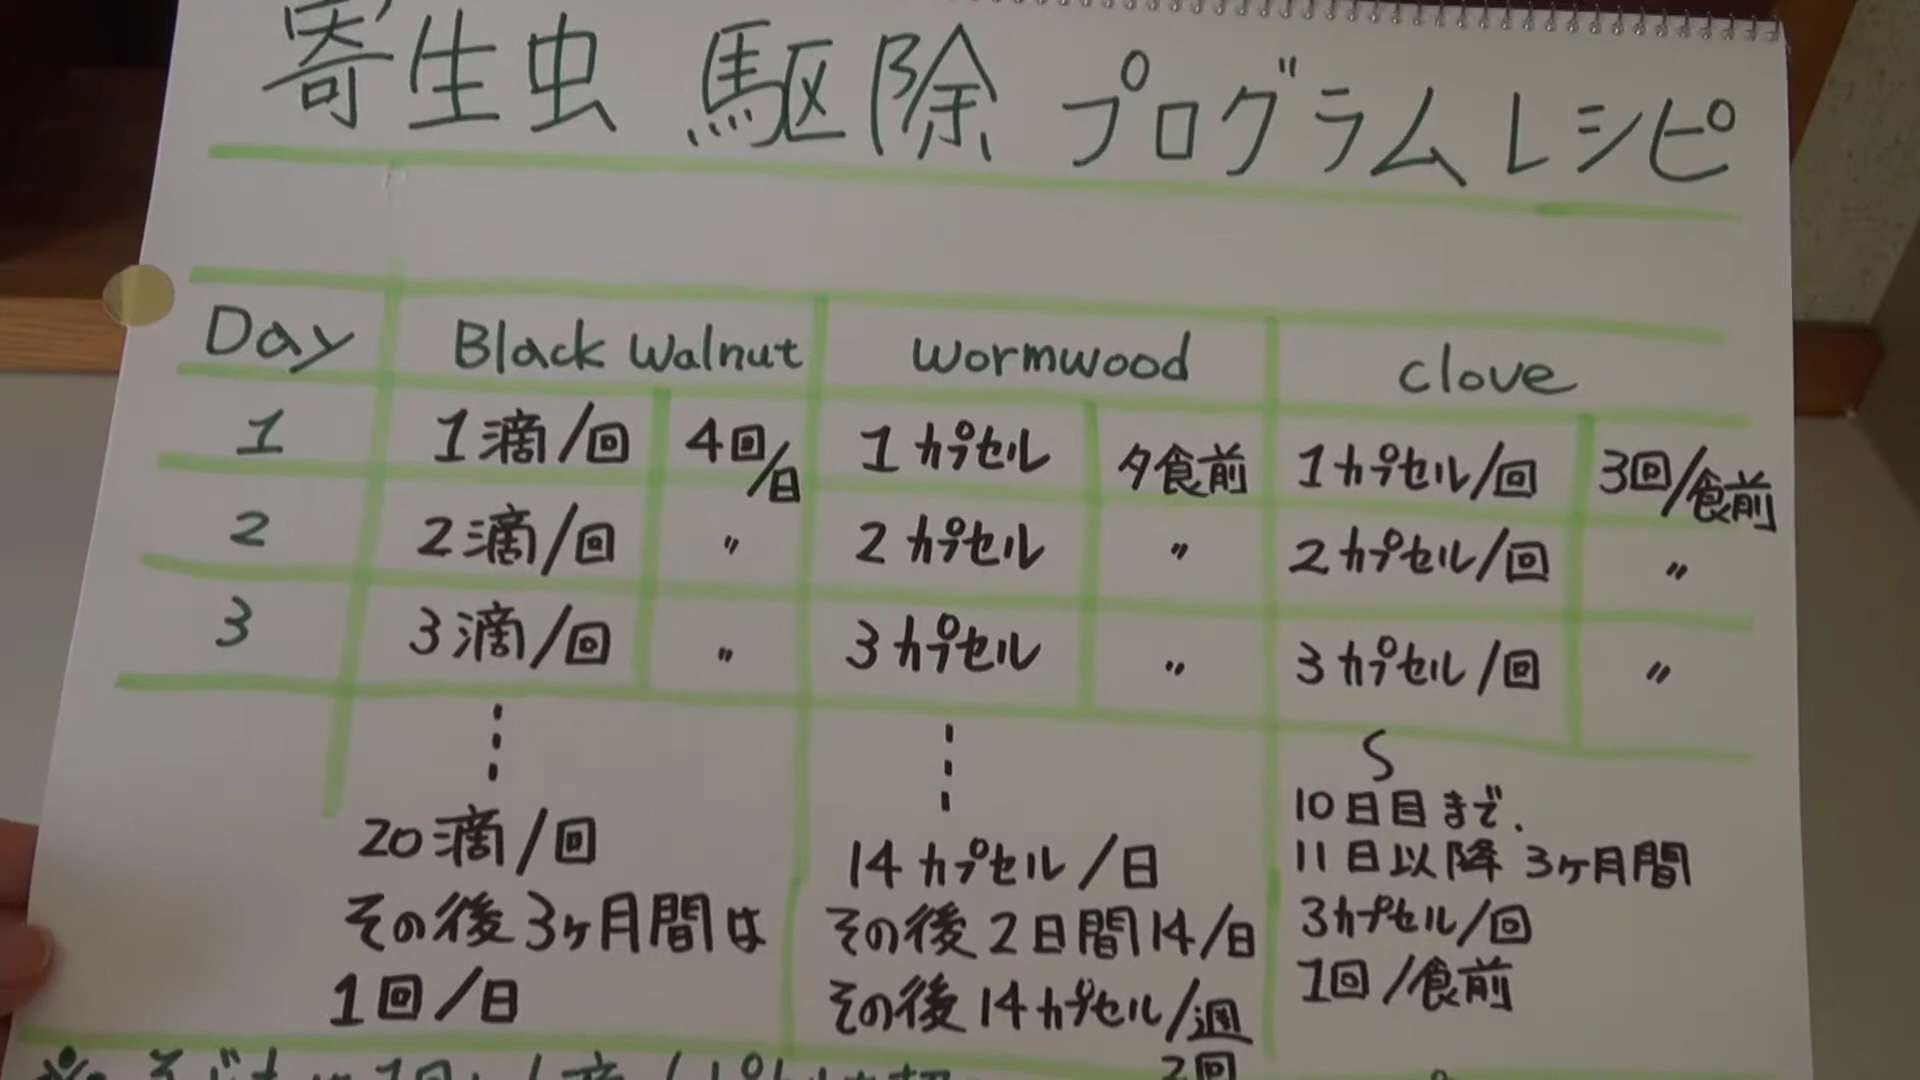 寄生虫 駆除 プログラムレシピ
Day Black Walnut wormwood clove
1 1滴/回 4回/日 1カプセル 夕食前 1カプセル/回 3回/食前
2 2滴/回 〃 2カプセル 〃 2カプセル/回 〃
3 3滴/回 〃 3カプセル 〃 3カプセル/回 〃
20滴/回
その後3ヶ月間は
1回/日
14カプセル/日
その後2日間14/日
その後14カプセル/週
2回
10日目まで.
11日以降 3ヶ月間
3カプセル/回
1回/食前